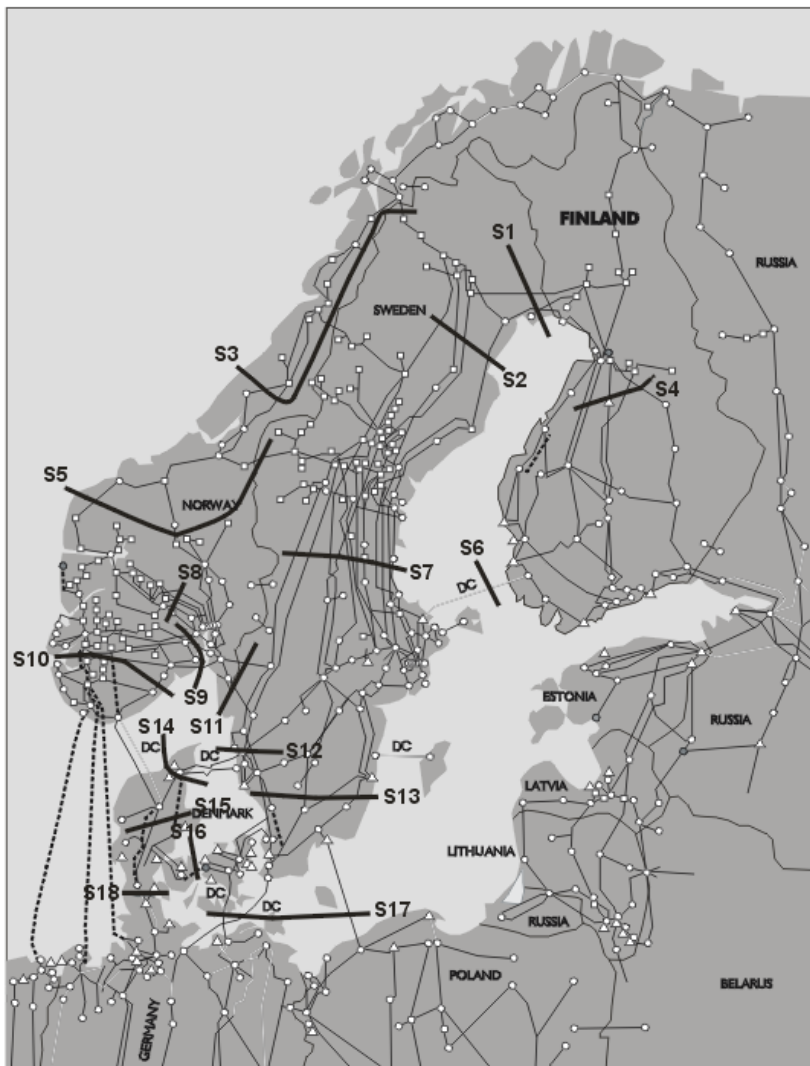 FINLAND
S1
RUSSIA
SWEDEN
S3
S2
S4
S5
NORWAY
S6
S7
DC
S8
S10
S9
ESTONIA
S11
S14
RUSSIA
DC
DC
S12
DC
LATVIA
S13
S15
DENMARK
S16
LITHUANIA
S18
DC
DC
S17
RUSSIA
POLAND
BELARUS
GERMANY